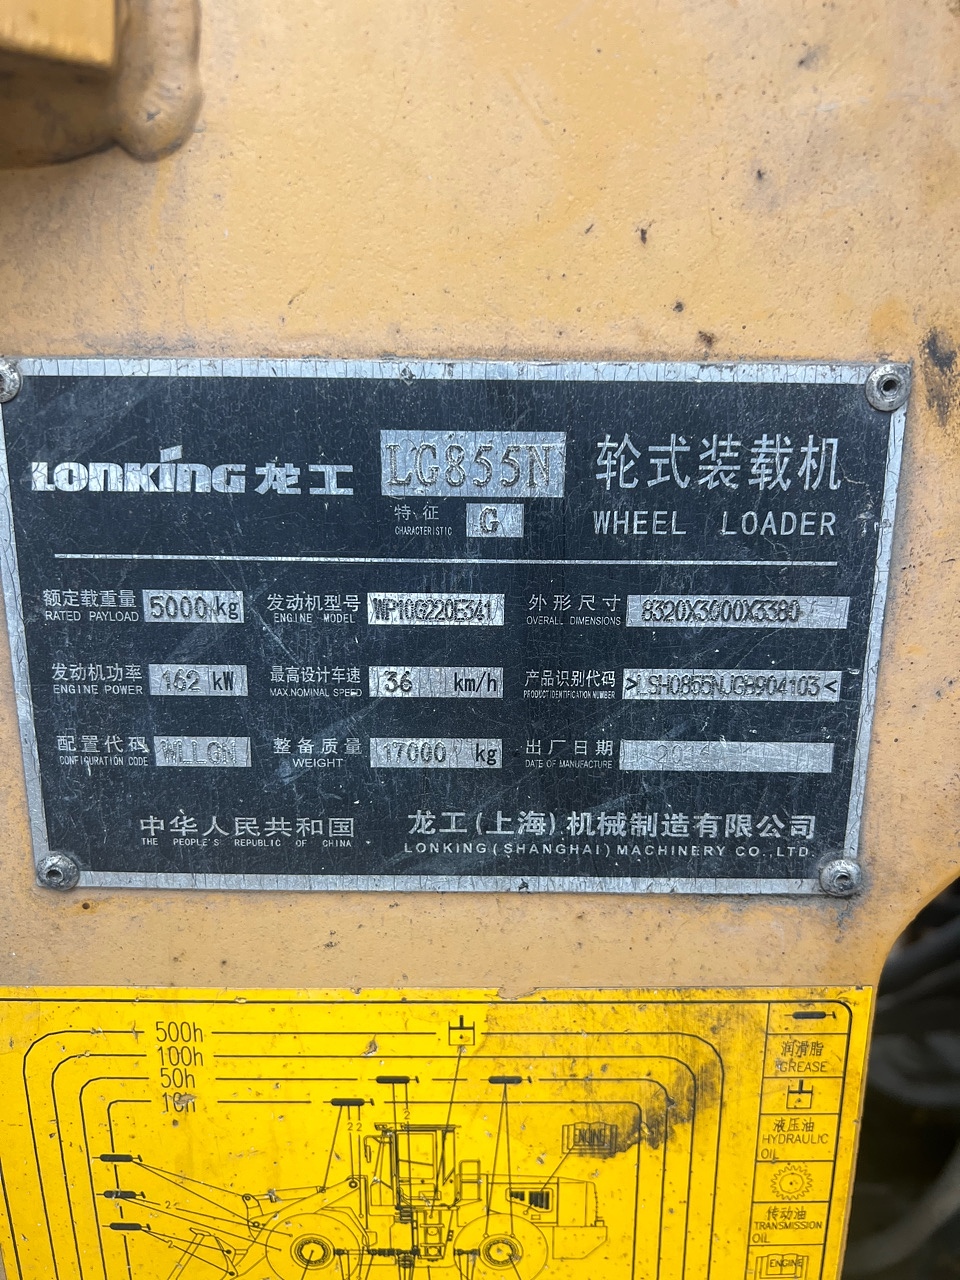 LONKING 龙工
LG855N
轮式装载机
特征
CHARACTERISTIC
G
WHEEL LOADER
额定载重量
RATED PAYLOAD
5000 kg
发动机型号
ENGINE MODEL
WP10G220E341
外形尺寸
OVERALL DIMENSIONS
8320X3000X3380
发动机功率
ENGINE POWER
162 kW
最高设计车速
MAX.NOMINAL SPEED
36 km/h
产品识别代码
PRODUCT IDENTIFICATION NUMBER
配置代码
CONFIGURATION CODE
整备质量
WEIGHT
17000 kg
出厂日期
DATE OF MANUFACTURE
中华人民共和国
THE PEOPLE'S REPUBLIC OF CHINA
龙工(上海)机械制造有限公司
LONKING(SHANGHAI)MACHINERY CO.,LTD
500h
100h
50h
10h
2
2 2
2
ENGINE
润滑脂
GREASE
液压油
HYDRAULIC
OIL
传动油
TRANSMISSION
OIL
ENGINE